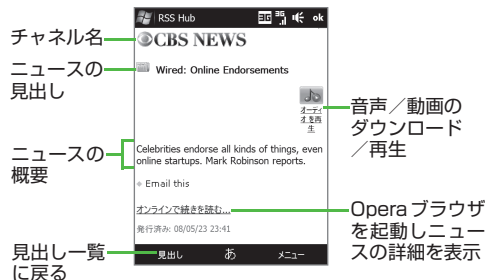 チャネル名
ニュースの
見出し
ニュースの
概要
見出し一覧
に戻る
RSS Hub
3G
3G
ok
CBS NEWS
Wired: Online Endorsements
オーディ
オを再
生
Celebrities endorse all kinds of things, even
online startups. Mark Robinson reports.
Email this
オンラインで続きを読む...
発行済み: 08/05/23 23:41
見出し
あ
メニュー
音声／動画の
ダウンロード
／再生
Operaブラウザ
を起動しニュー
スの詳細を表示